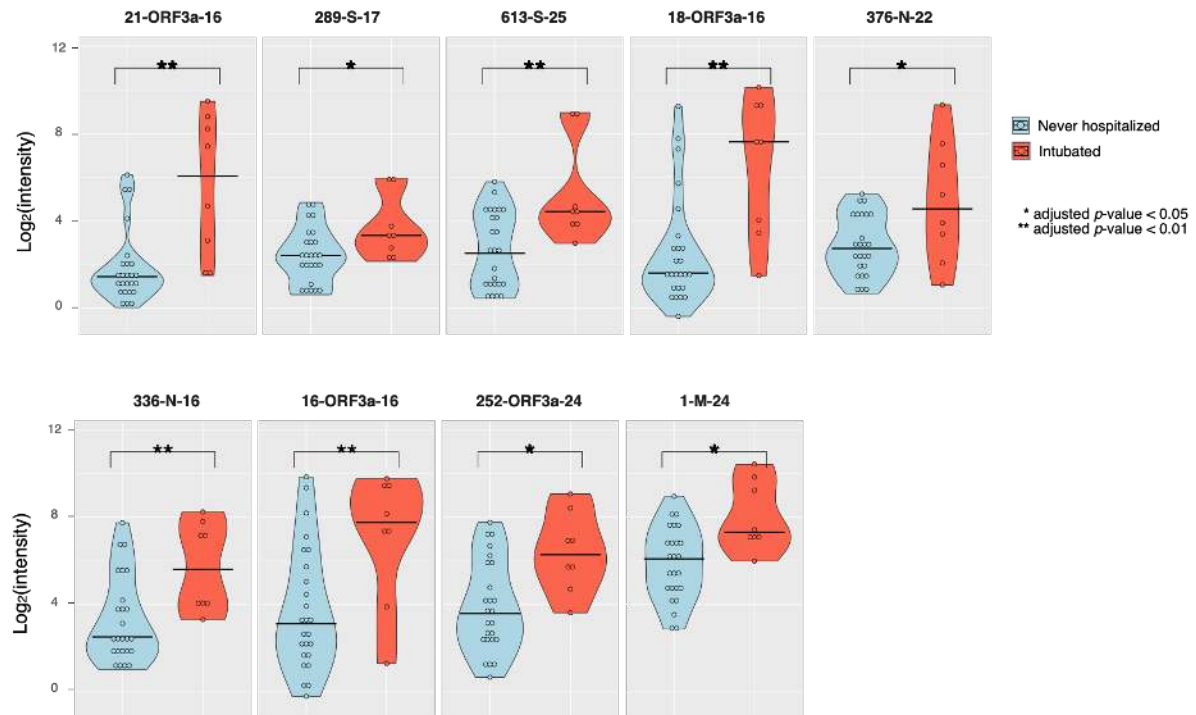 21-ORF3a-16 289-S-17 613-S-25 18-ORF3a-16 376-N-22
12
** * ** ** *
8
4
0
Log2(intensity)
Never hospitalized
Intubated
* adjusted p-value < 0.05
** adjusted p-value < 0.01
336-N-16 16-ORF3a-16 252-ORF3a-24 1-M-24
12
** ** * *
8
4
0
Log2(intensity)